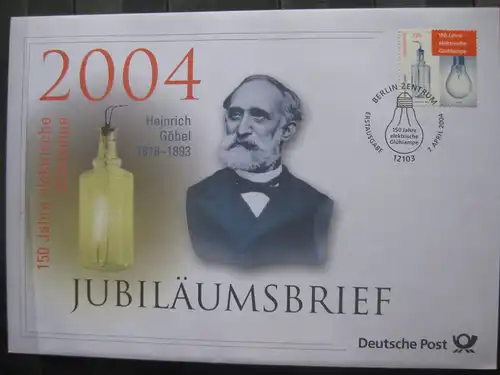 2004
150 Jahre elektrische
Glühlampe
Heinrich
Göbel
1818–1893
JUBILÄUMSBRIEF
Deutsche Post
150 Jahre
elektrische
Glühlampe
BERLIN ZENTRUM
ERSTAUSGABE
150 Jahre
elektrische
Glühlampe
12103
7. APRIL 2004